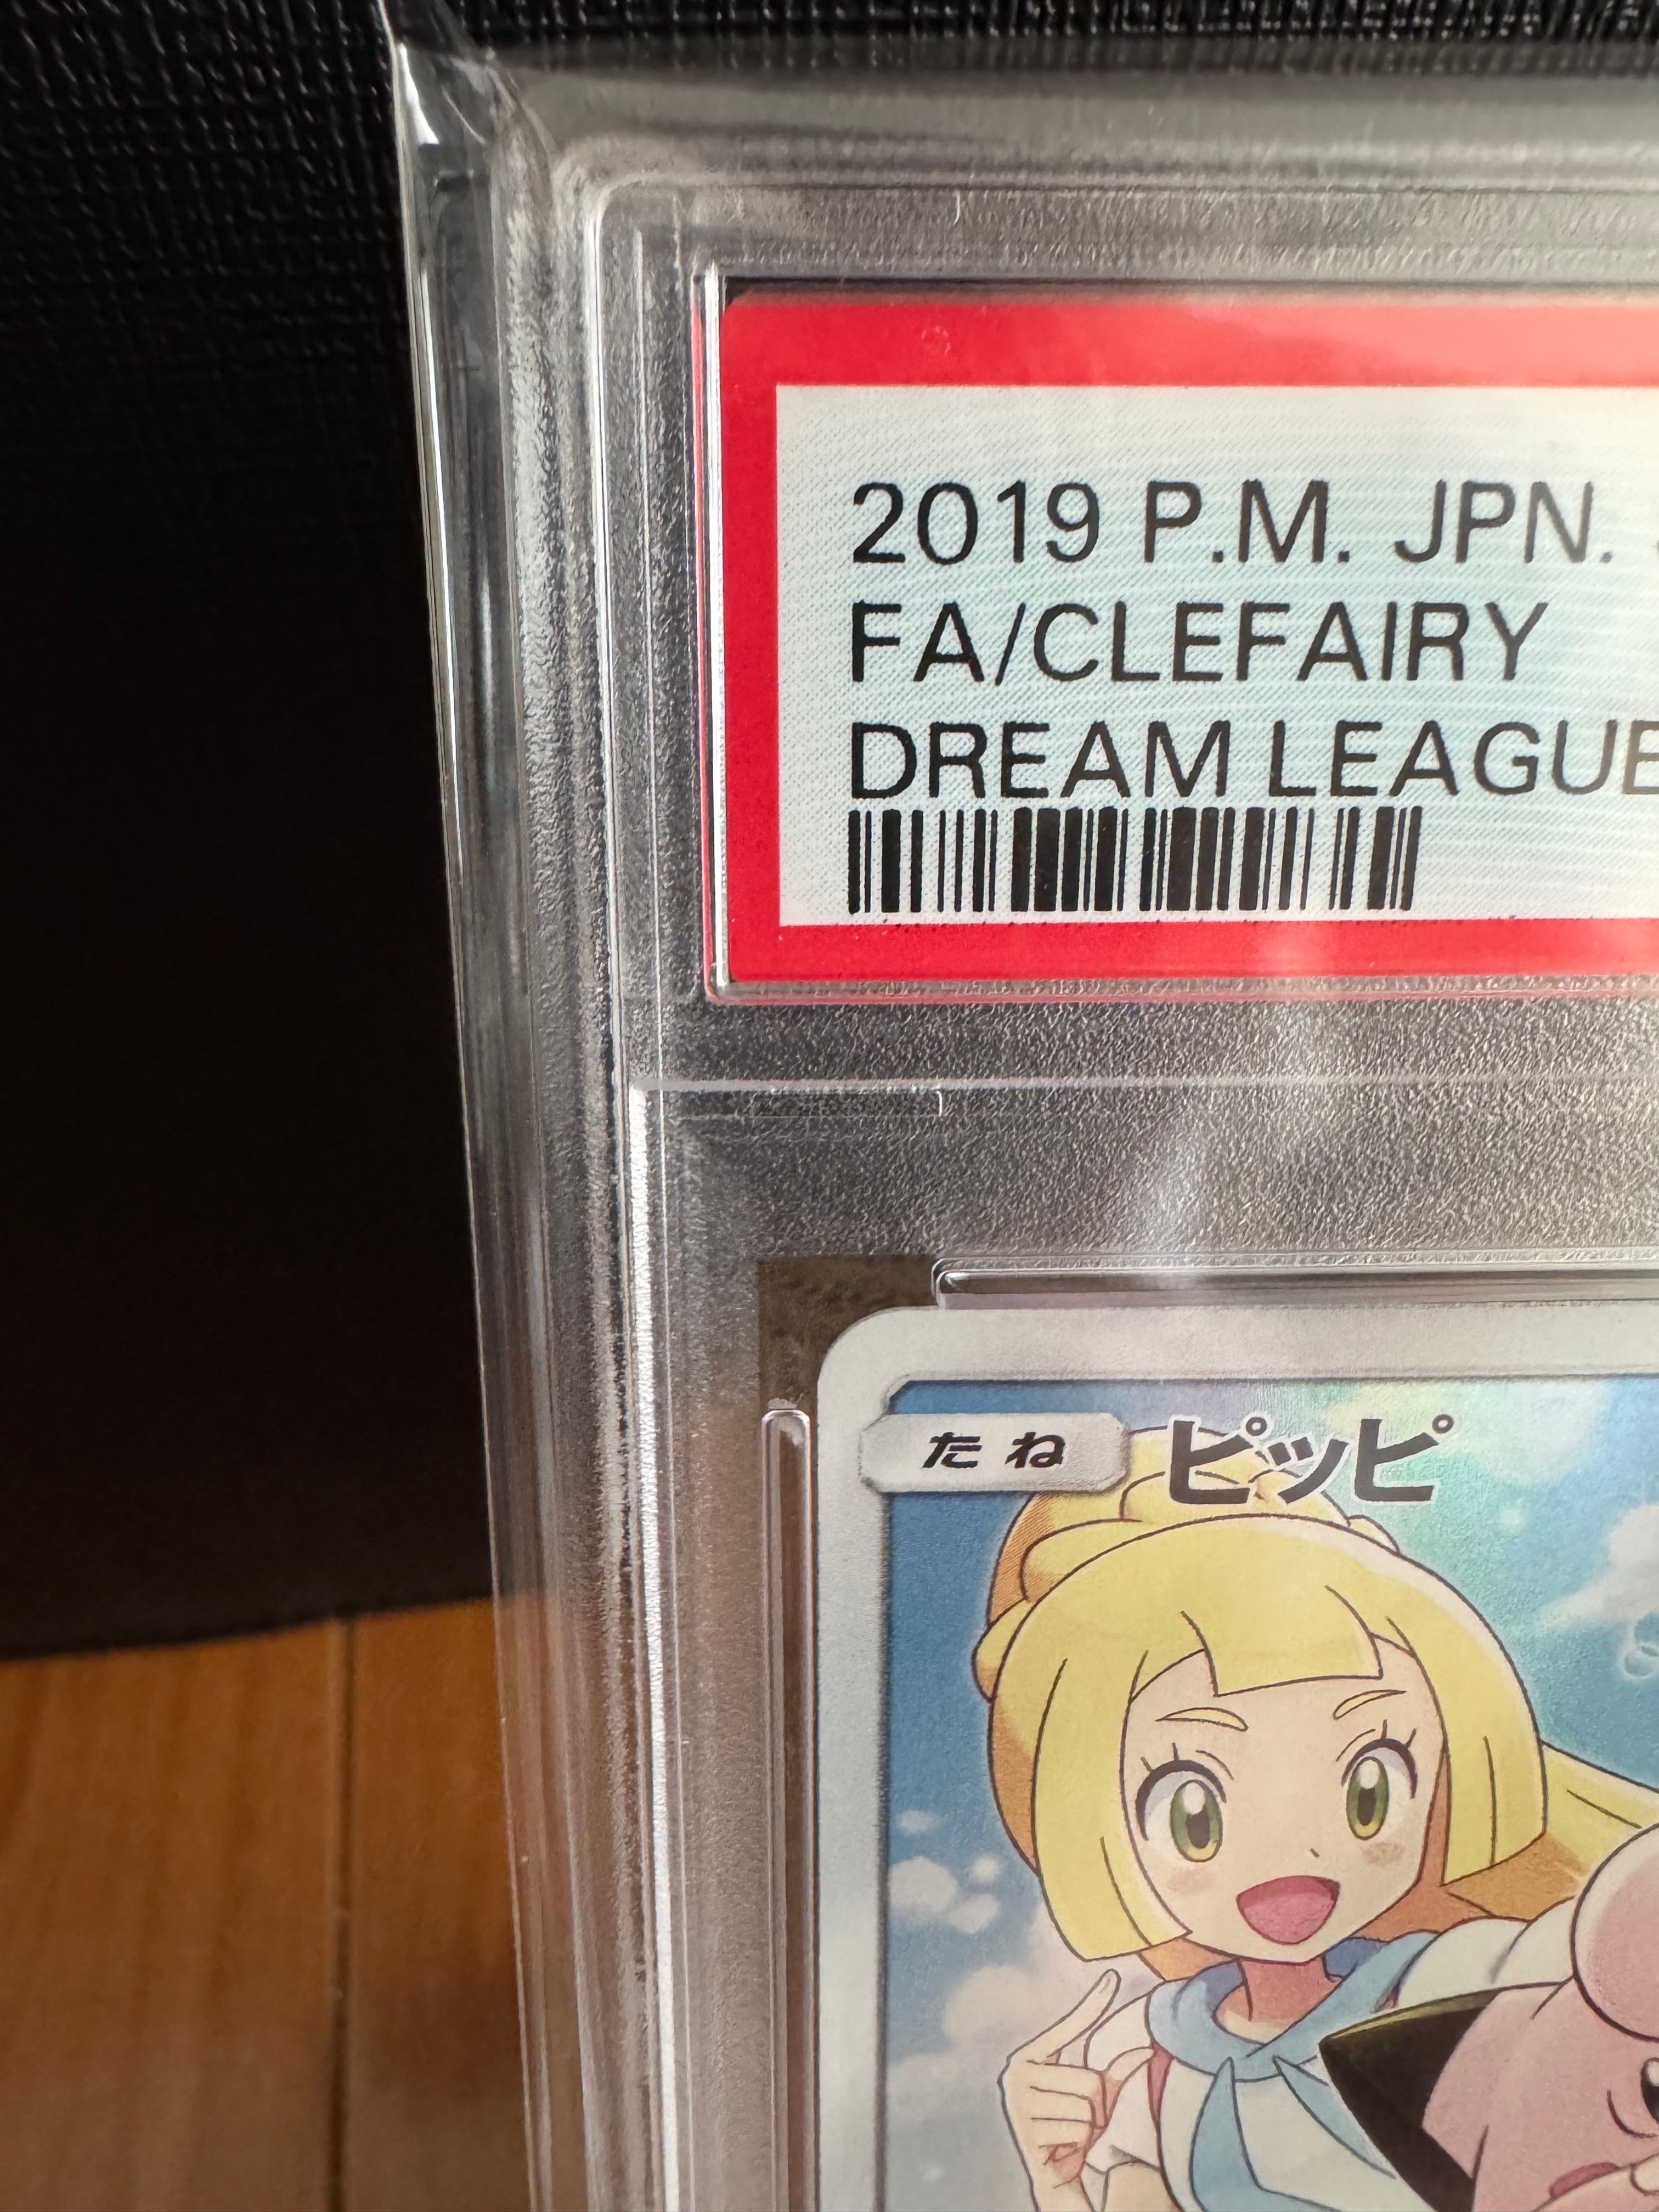 2019 P.M. JPN.
FA/CLEFAIRY
DREAM LEAGUE
たね ピッピ